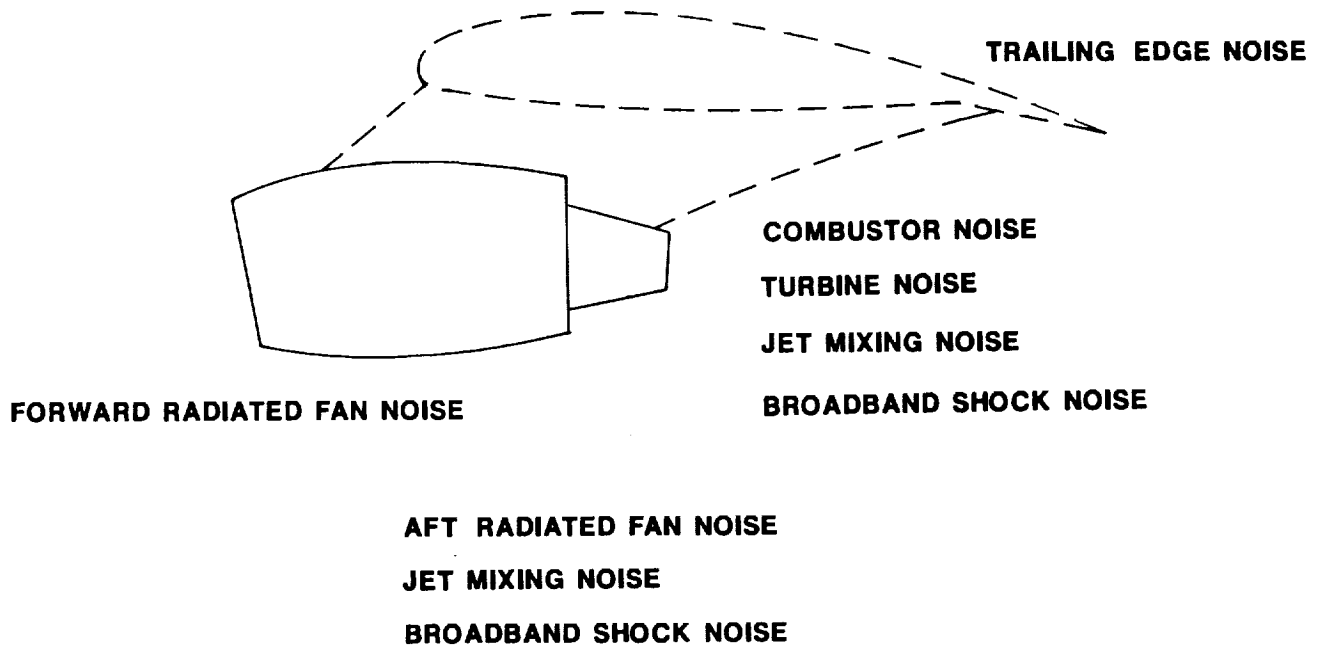 TRAILING EDGE NOISE
COMBUSTOR NOISE
TURBINE NOISE
JET MIXING NOISE
BROADBAND SHOCK NOISE
FORWARD RADIATED FAN NOISE
AFT RADIATED FAN NOISE
JET MIXING NOISE
BROADBAND SHOCK NOISE